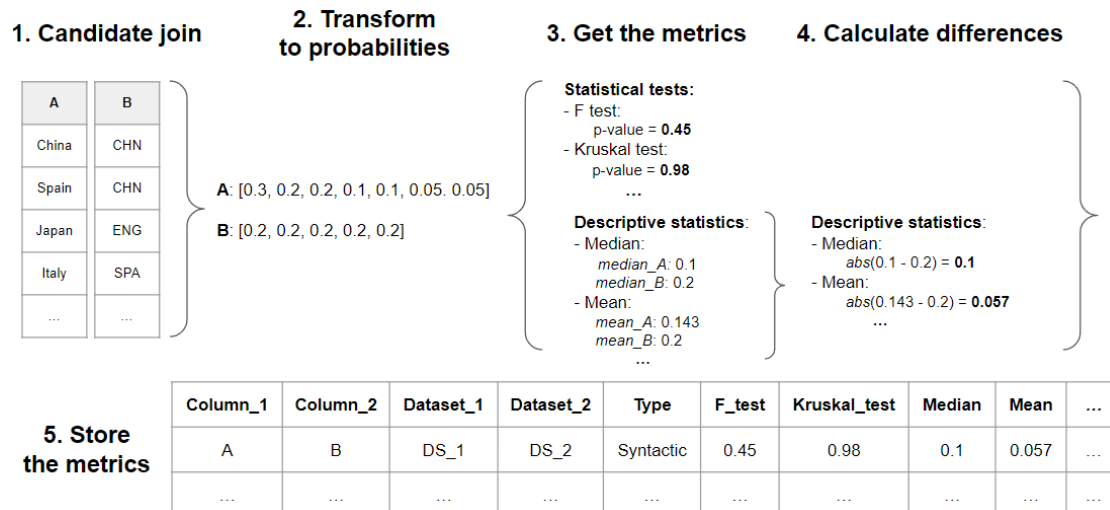 1. Candidate join
2. Transform
to probabilities
3. Get the metrics
4. Calculate differences
A B
China CHN
Spain CHN
Japan ENG
Italy SPA
... ...
A: [0.3, 0.2, 0.2, 0.1, 0.1, 0.05. 0.05]
B: [0.2, 0.2, 0.2, 0.2, 0.2]
Statistical tests:
- F test:
p-value = 0.45
- Kruskal test:
p-value = 0.98
...
Descriptive statistics:
- Median:
median_A: 0.1
median_B: 0.2
- Mean:
mean_A: 0.143
mean_B: 0.2
...
Descriptive statistics:
- Median:
abs(0.1 - 0.2) = 0.1
- Mean:
abs(0.143 - 0.2) = 0.057
...
5. Store
the metrics
Column_1 Column_2 Dataset_1 Dataset_2 Type F_test Kruskal_test Median Mean ...
A B DS_1 DS_2 Syntactic 0.45 0.98 0.1 0.057 ...
... ... ... ... ... ... ... ... ... ...